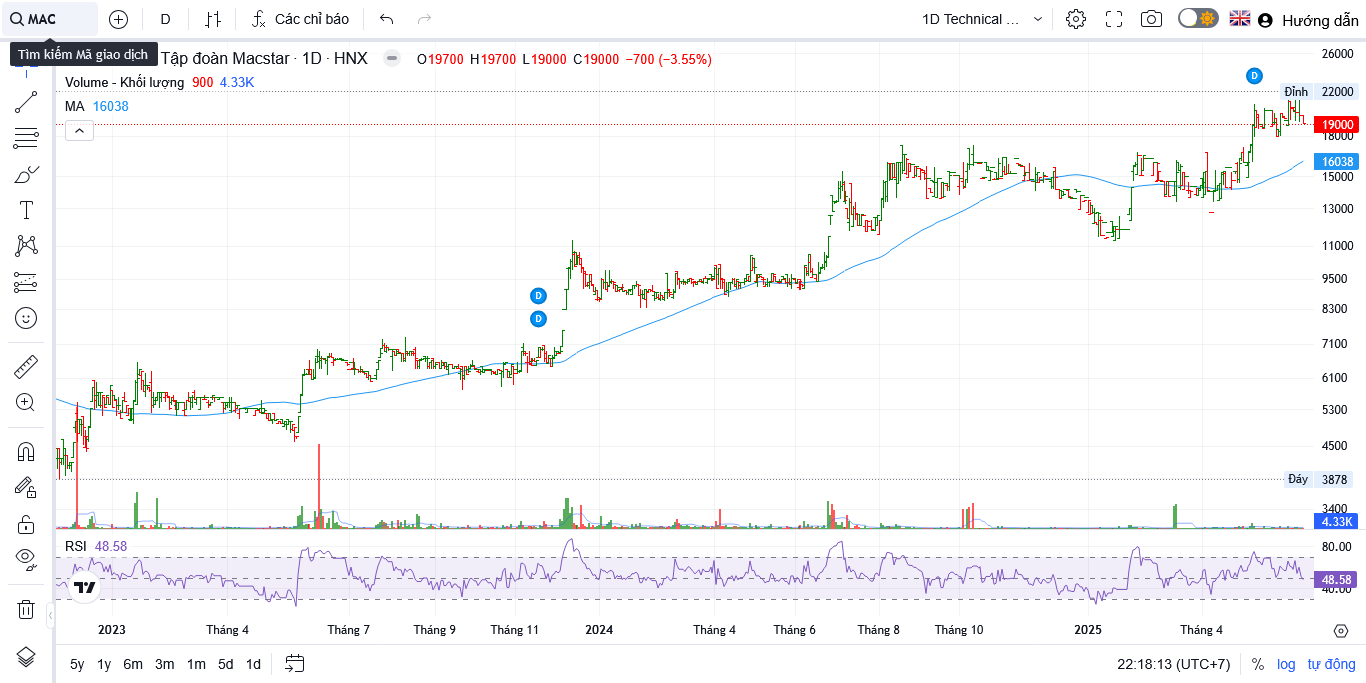 MAC
D
Các chỉ báo
1D Technical ...
Hướng dẫn
Tìm kiếm Mã giao dịch
Tập đoàn Macstar · 1D · HNX
O19700 H19700 L19000 C19000 −700 (−3.55%)
Volume - Khối lượng 900 4.33K
MA 16038
D
D
D
26000
Đỉnh 22000
19000
18000
16038
15000
13000
11000
9500
8300
7100
6100
5300
4500
Đáy 3878
3400
4.33K
RSI 48.58
80.00
48.58
40.00
2023 Tháng 4 Tháng 7 Tháng 9 Tháng 11 2024 Tháng 4 Tháng 6 Tháng 8 Tháng 10 2025 Tháng 4
5y 1y 6m 3m 1m 5d 1d
22:18:13 (UTC+7) % log tự động